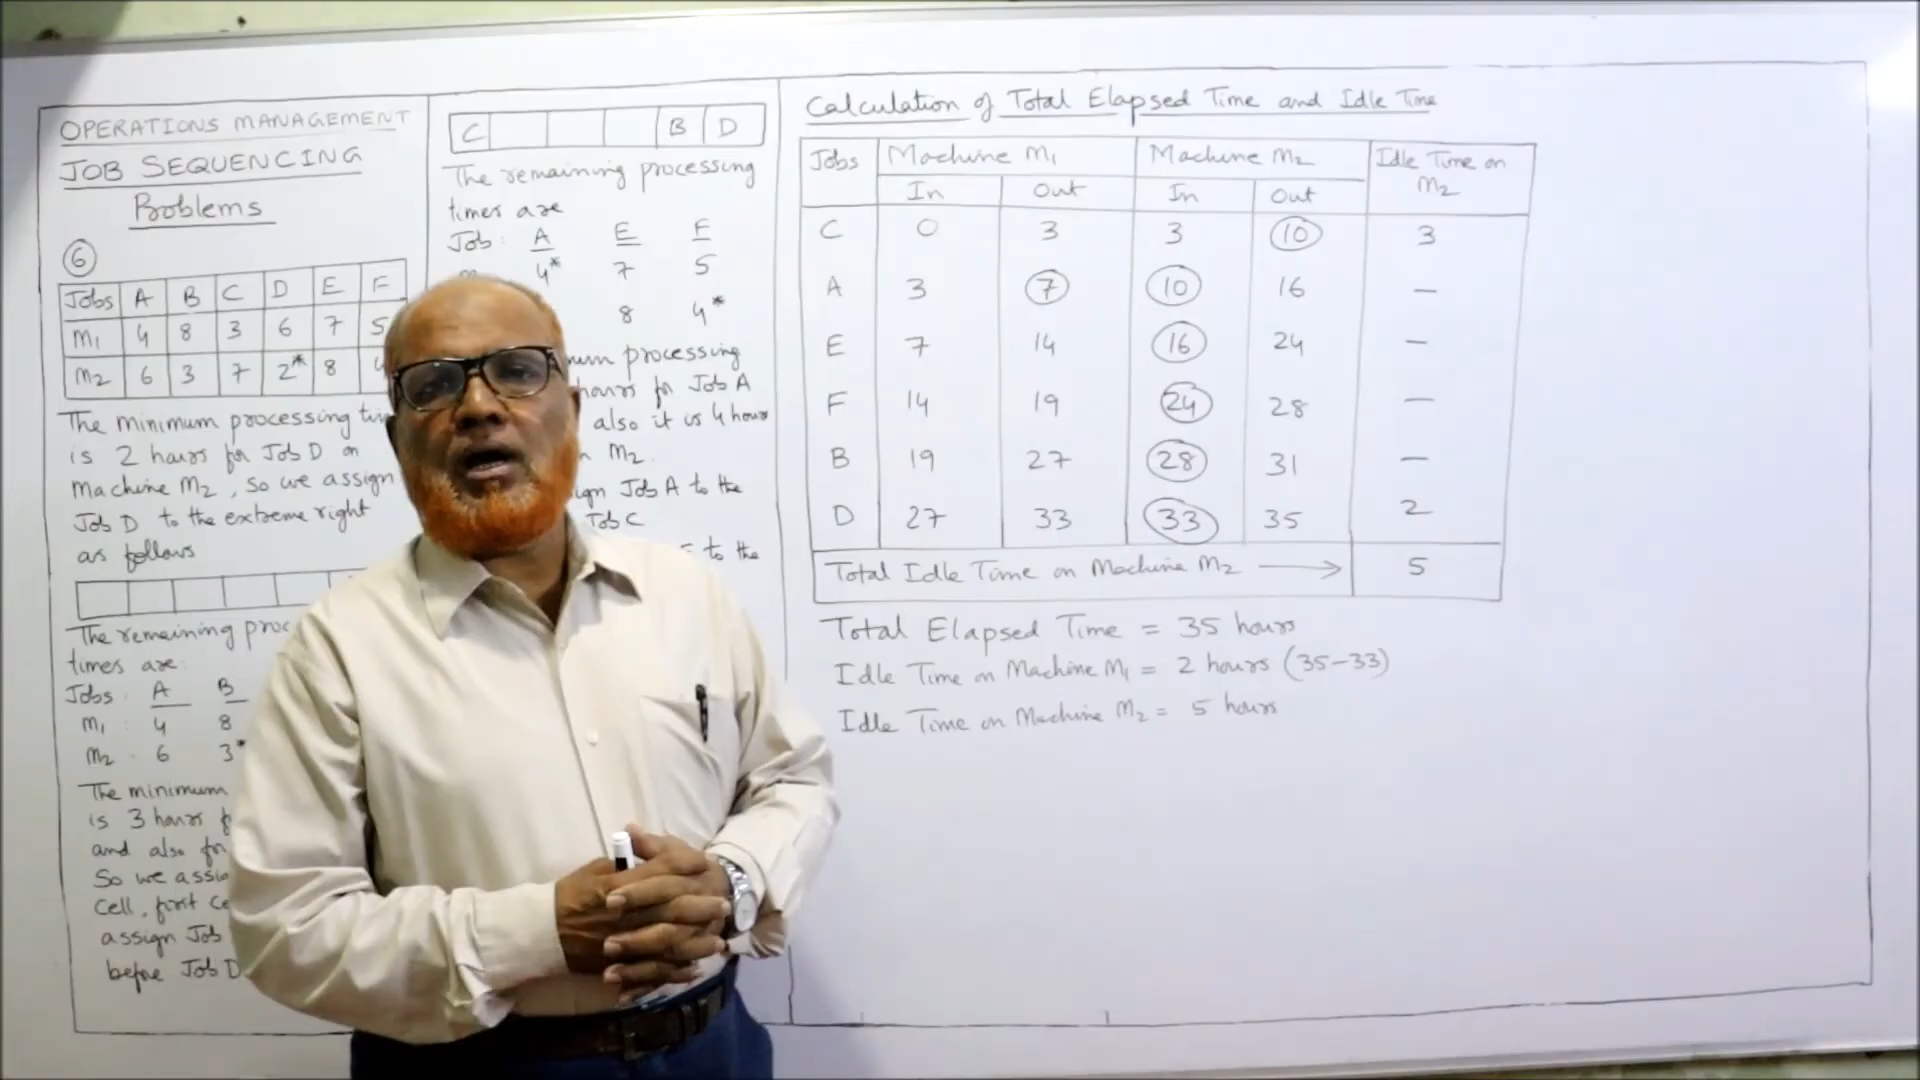 OPERATIONS MANAGEMENT
JOB SEQUENCING
Problems
6
Jobs A B C D E F
M1 4 8 3 6 7 5
M2 6 3 7 2* 8
The minimum processing
is 2 hours for Job D on
Machine M2, So we assign
Job D to the extreme right
as follows
The remaining
times are:
Jobs : A B
M1 : 4 8
M2 : 6 3*
The minimum
is 3 hours
and also for
So we
Cell, first
assign Job
before Job D
C B D
The remaining processing
times are
Job : A E F
4* 7 5
8 4*
processing
hours for Job A
also it is 4 hours
M2.
Job A to the
Job C
to the
Calculation of Total Elapsed Time and Idle Time
Jobs Machine M1 Machine M2 Idle Time on M2
In Out In Out
C 0 3 3 10 3
A 3 7 10 16 —
E 7 14 16 24 —
F 14 19 24 28 —
B 19 27 28 31 —
D 27 33 33 35 2
Total Idle Time on Machine M2 → 5
Total Elapsed Time = 35 hours
Idle Time on Machine M1 = 2 hours (35-33)
Idle Time on Machine M2 = 5 hours